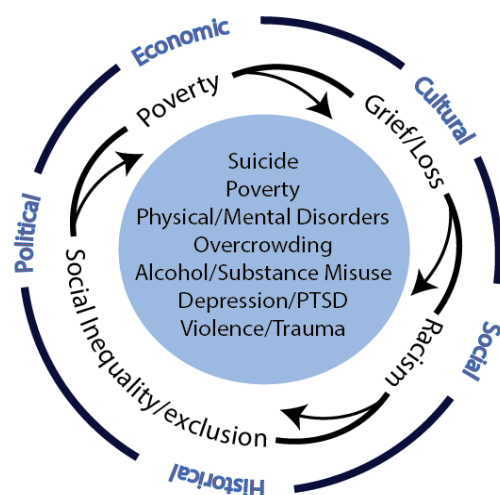 Economic
Cultural
Social
Historical
Political
Poverty
Grief/Loss
Racism
Social Inequality/exclusion
Suicide
Poverty
Physical/Mental Disorders
Overcrowding
Alcohol/Substance Misuse
Depression/PTSD
Violence/Trauma